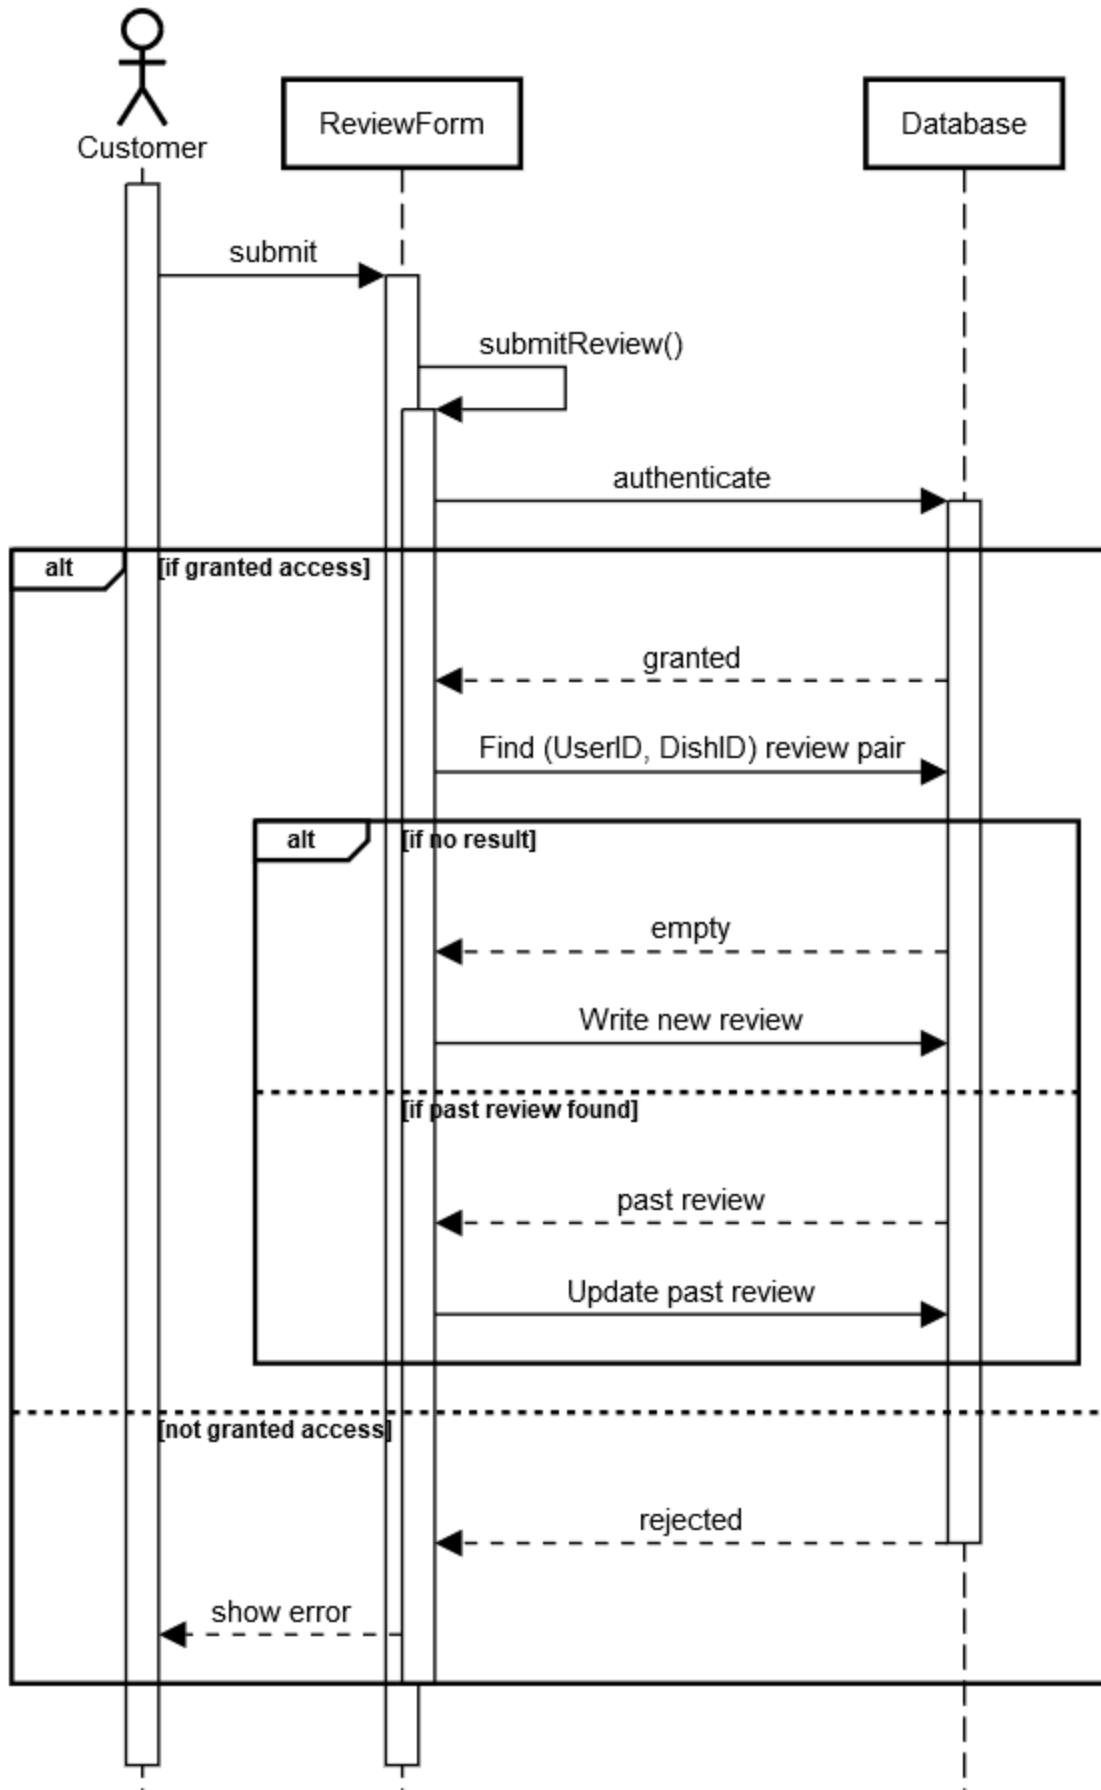 Customer
ReviewForm
Database
submit
submitReview()
authenticate
alt
[if granted access]
granted
Find (UserID, DishID) review pair
alt
[if no result]
empty
Write new review
[if past review found]
past review
Update past review
[not granted access]
rejected
show error